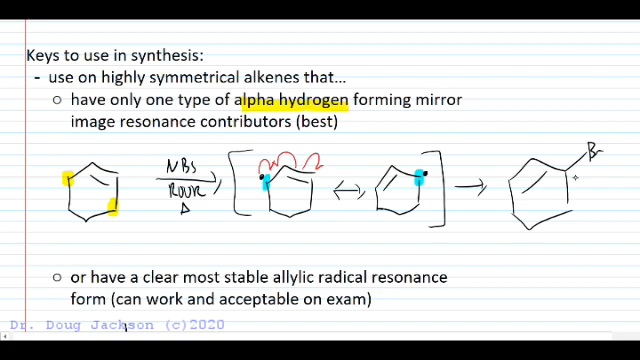 Keys to use in synthesis:
- use on highly symmetrical alkenes that...
o have only one type of alpha hydrogen forming mirror
image resonance contributors (best)
NBS
ROOR
Δ
Br
o or have a clear most stable allylic radical resonance
form (can work and acceptable on exam)
Dr. Doug Jackson (c)2020